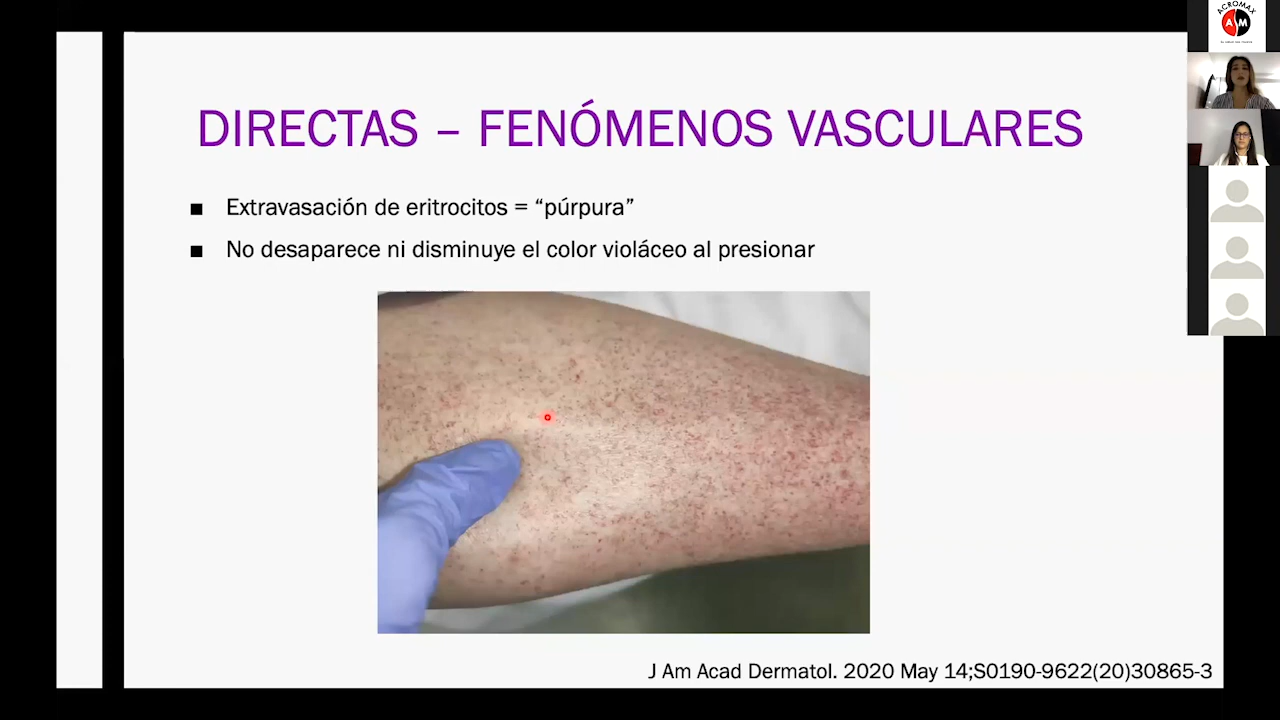 DIRECTAS – FENÓMENOS VASCULARES
Extravasación de eritrocitos = “púrpura”
No desaparece ni disminuye el color violáceo al presionar
J Am Acad Dermatol. 2020 May 14;S0190-9622(20)30865-3
ACROMAX
A M